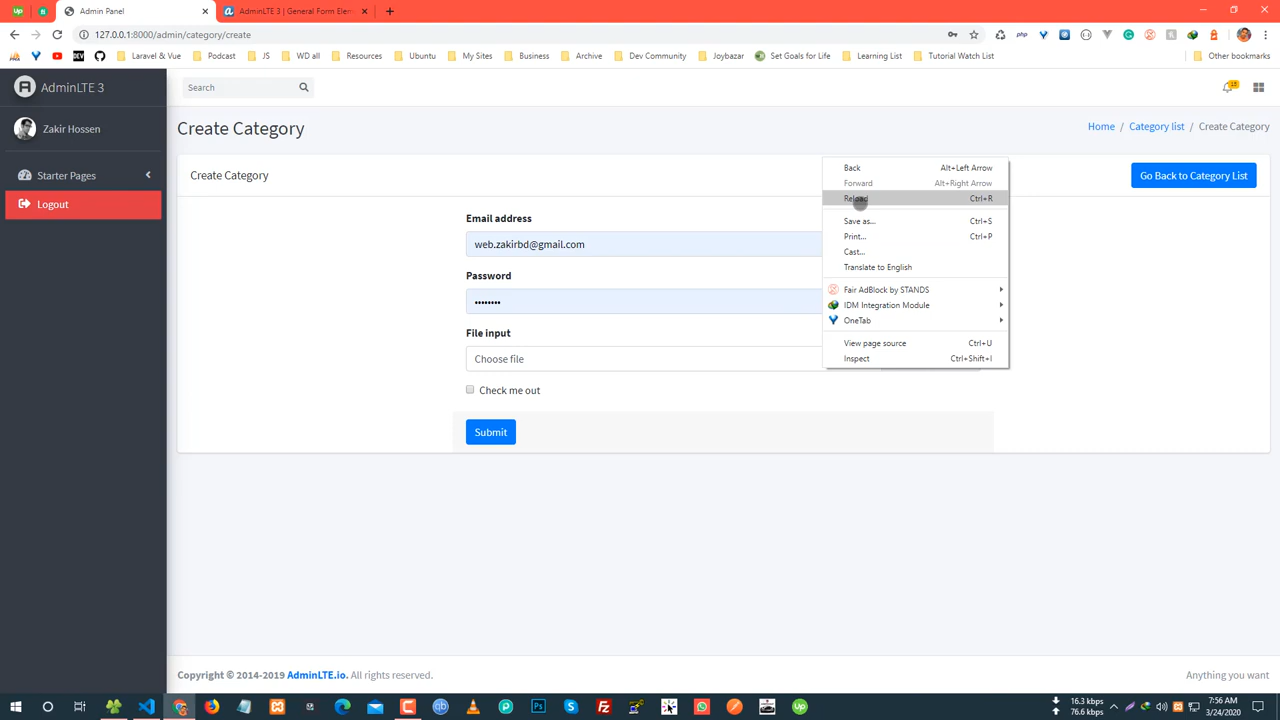 Admin Panel
AdminLTE 3 | General Form Elem
127.0.0.1:8000/admin/category/create
Laravel & Vue
Podcast
JS
WD all
Resources
Ubuntu
My Sites
Business
Archive
Dev Community
Joybazar
Set Goals for Life
Learning List
Tutorial Watch List
Other bookmarks
AdminLTE 3
Search
15
Zakir Hossen
Create Category
Home / Category list / Create Category
Starter Pages
Logout
Create Category
Go Back to Category List
Email address
web.zakirbd@gmail.com
Password
••••••••
File input
Choose file
Check me out
Submit
Back Alt+Left Arrow
Forward Alt+Right Arrow
Reload Ctrl+R
Save as... Ctrl+S
Print... Ctrl+P
Cast...
Translate to English
Fair AdBlock by STANDS
IDM Integration Module
OneTab
View page source Ctrl+U
Inspect Ctrl+Shift+I
Copyright © 2014-2019 AdminLTE.io. All rights reserved.
Anything you want
16.3 kbps
76.6 kbps
7:56 AM
3/24/2020